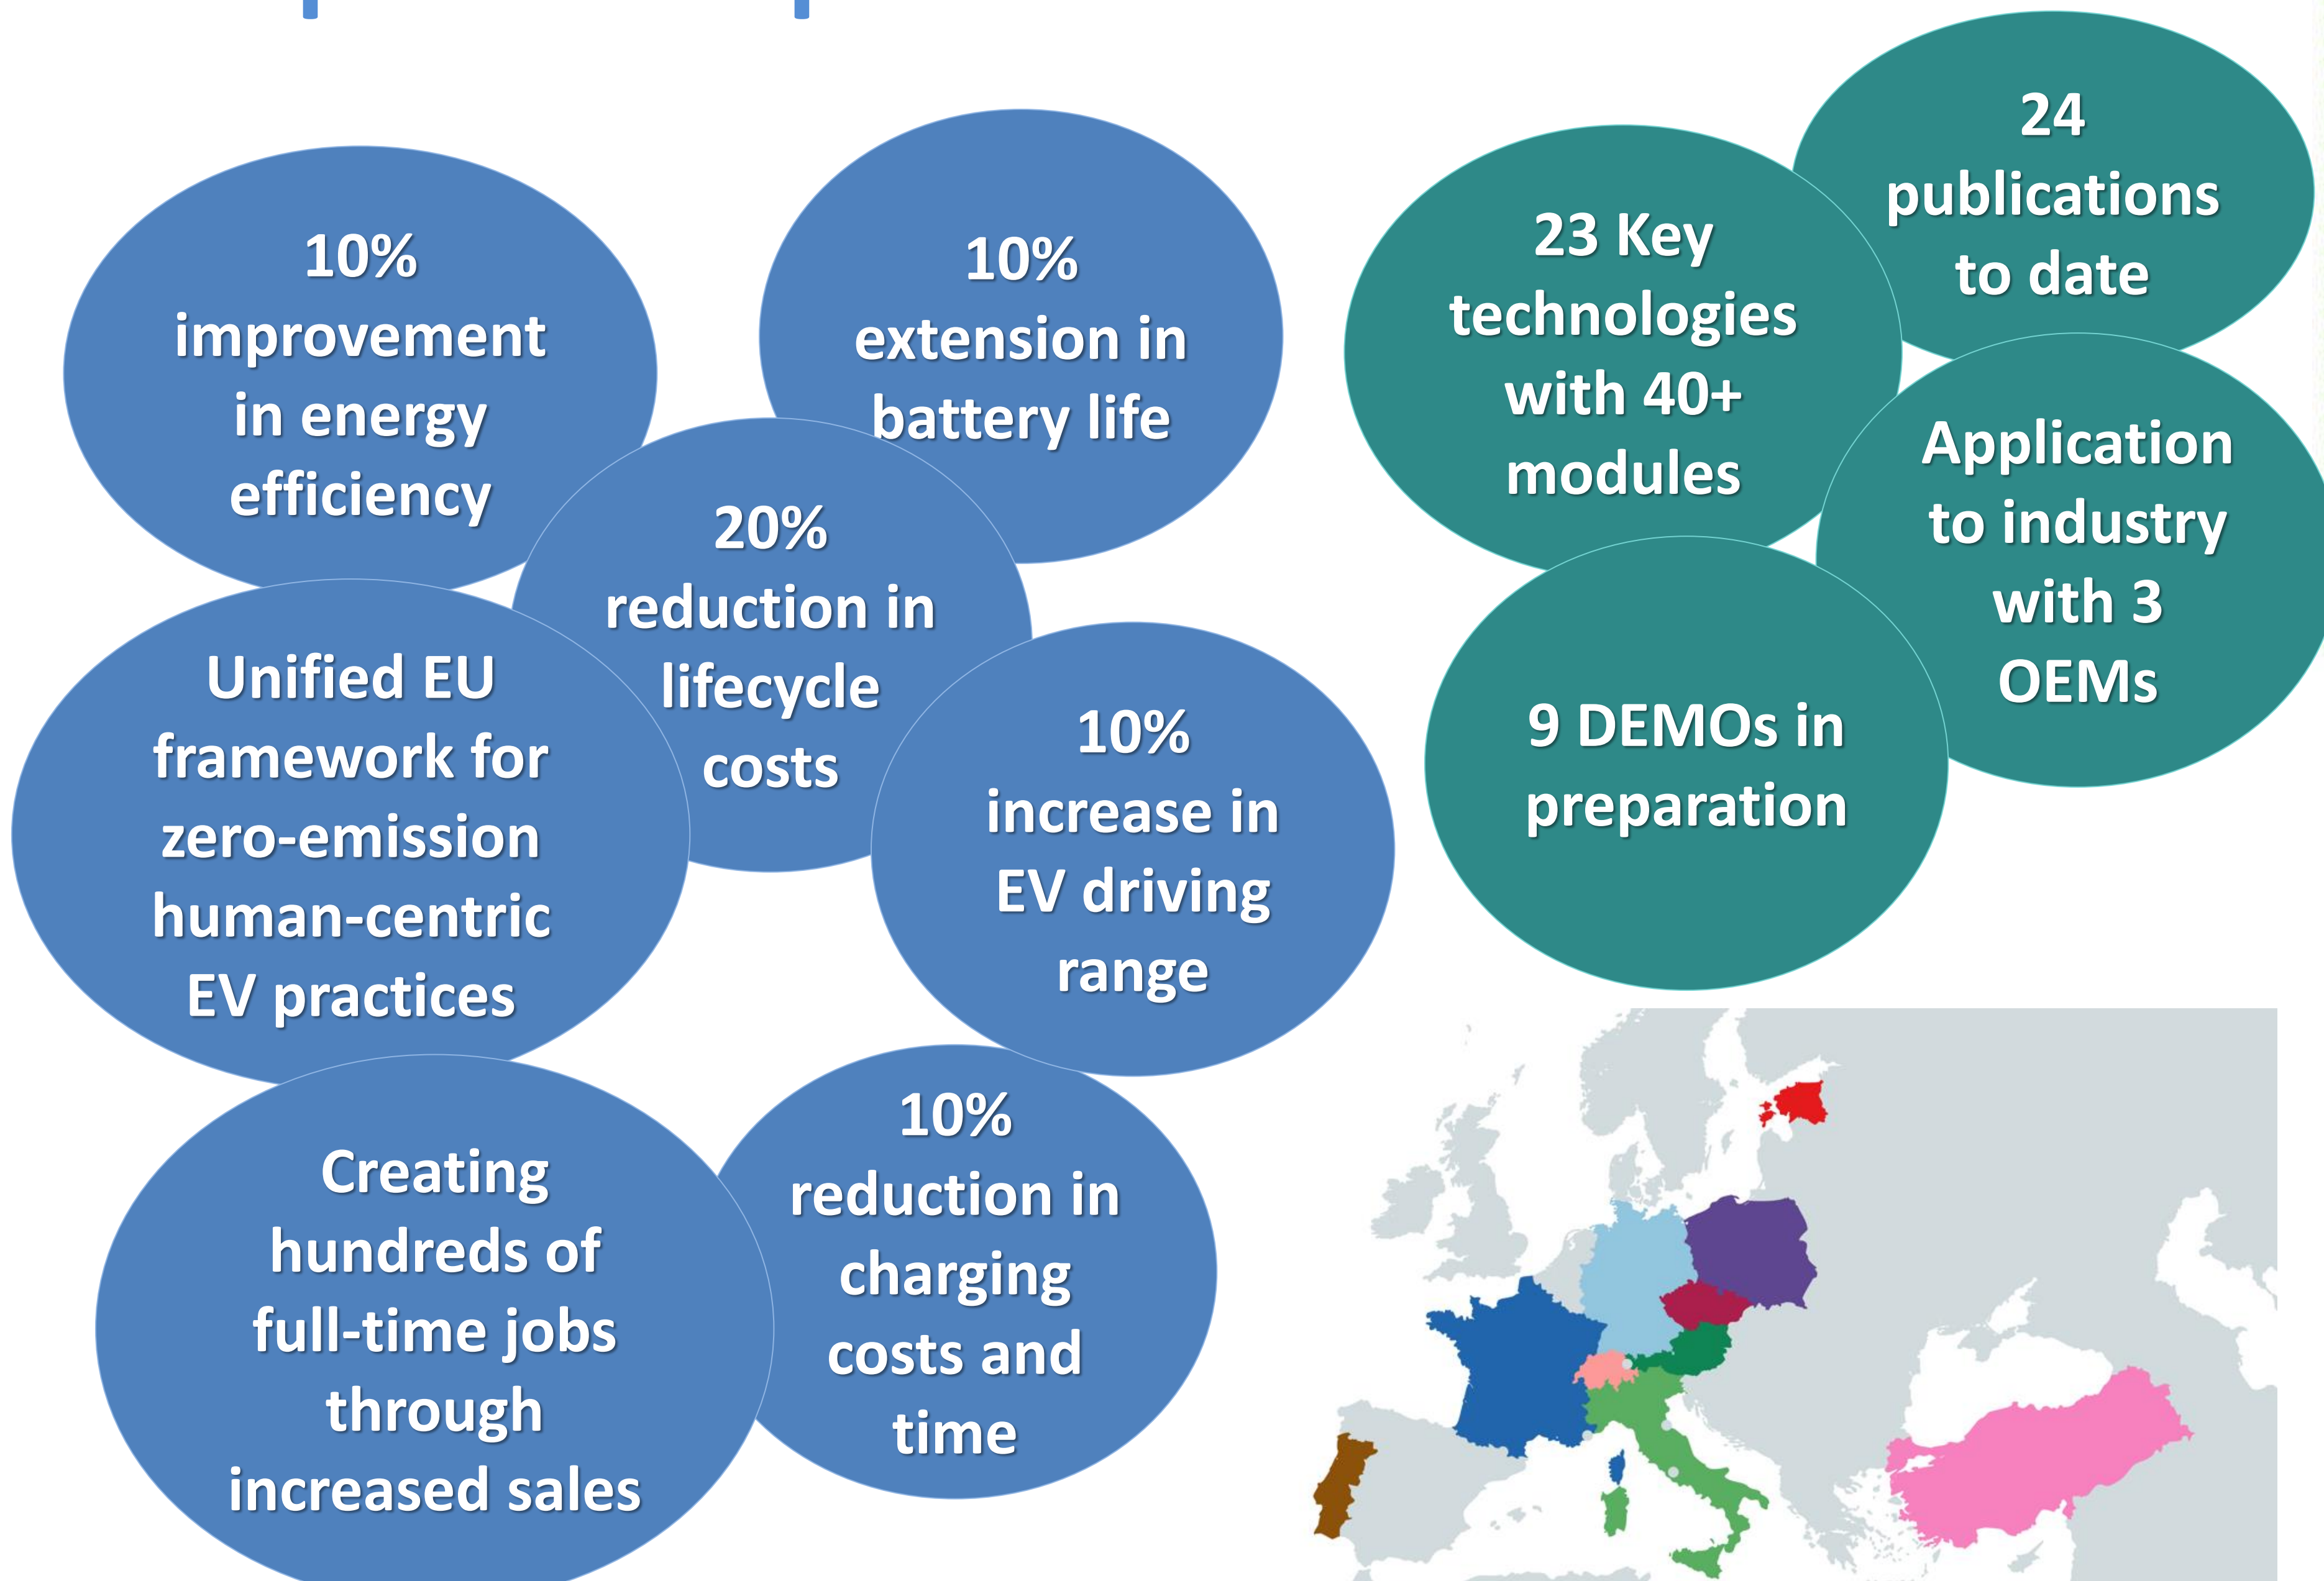 10%
improvement
in energy
efficiency
10%
extension in
battery life
20%
reduction in
lifecycle
costs
Unified EU
framework for
zero-emission
human-centric
EV practices
10%
increase in
EV driving
range
Creating
hundreds of
full-time jobs
through
increased sales
10%
reduction in
charging
costs and
time
24
publications
to date
23 Key
technologies
with 40+
modules
Application
to industry
with 3
OEMs
9 DEMOs in
preparation